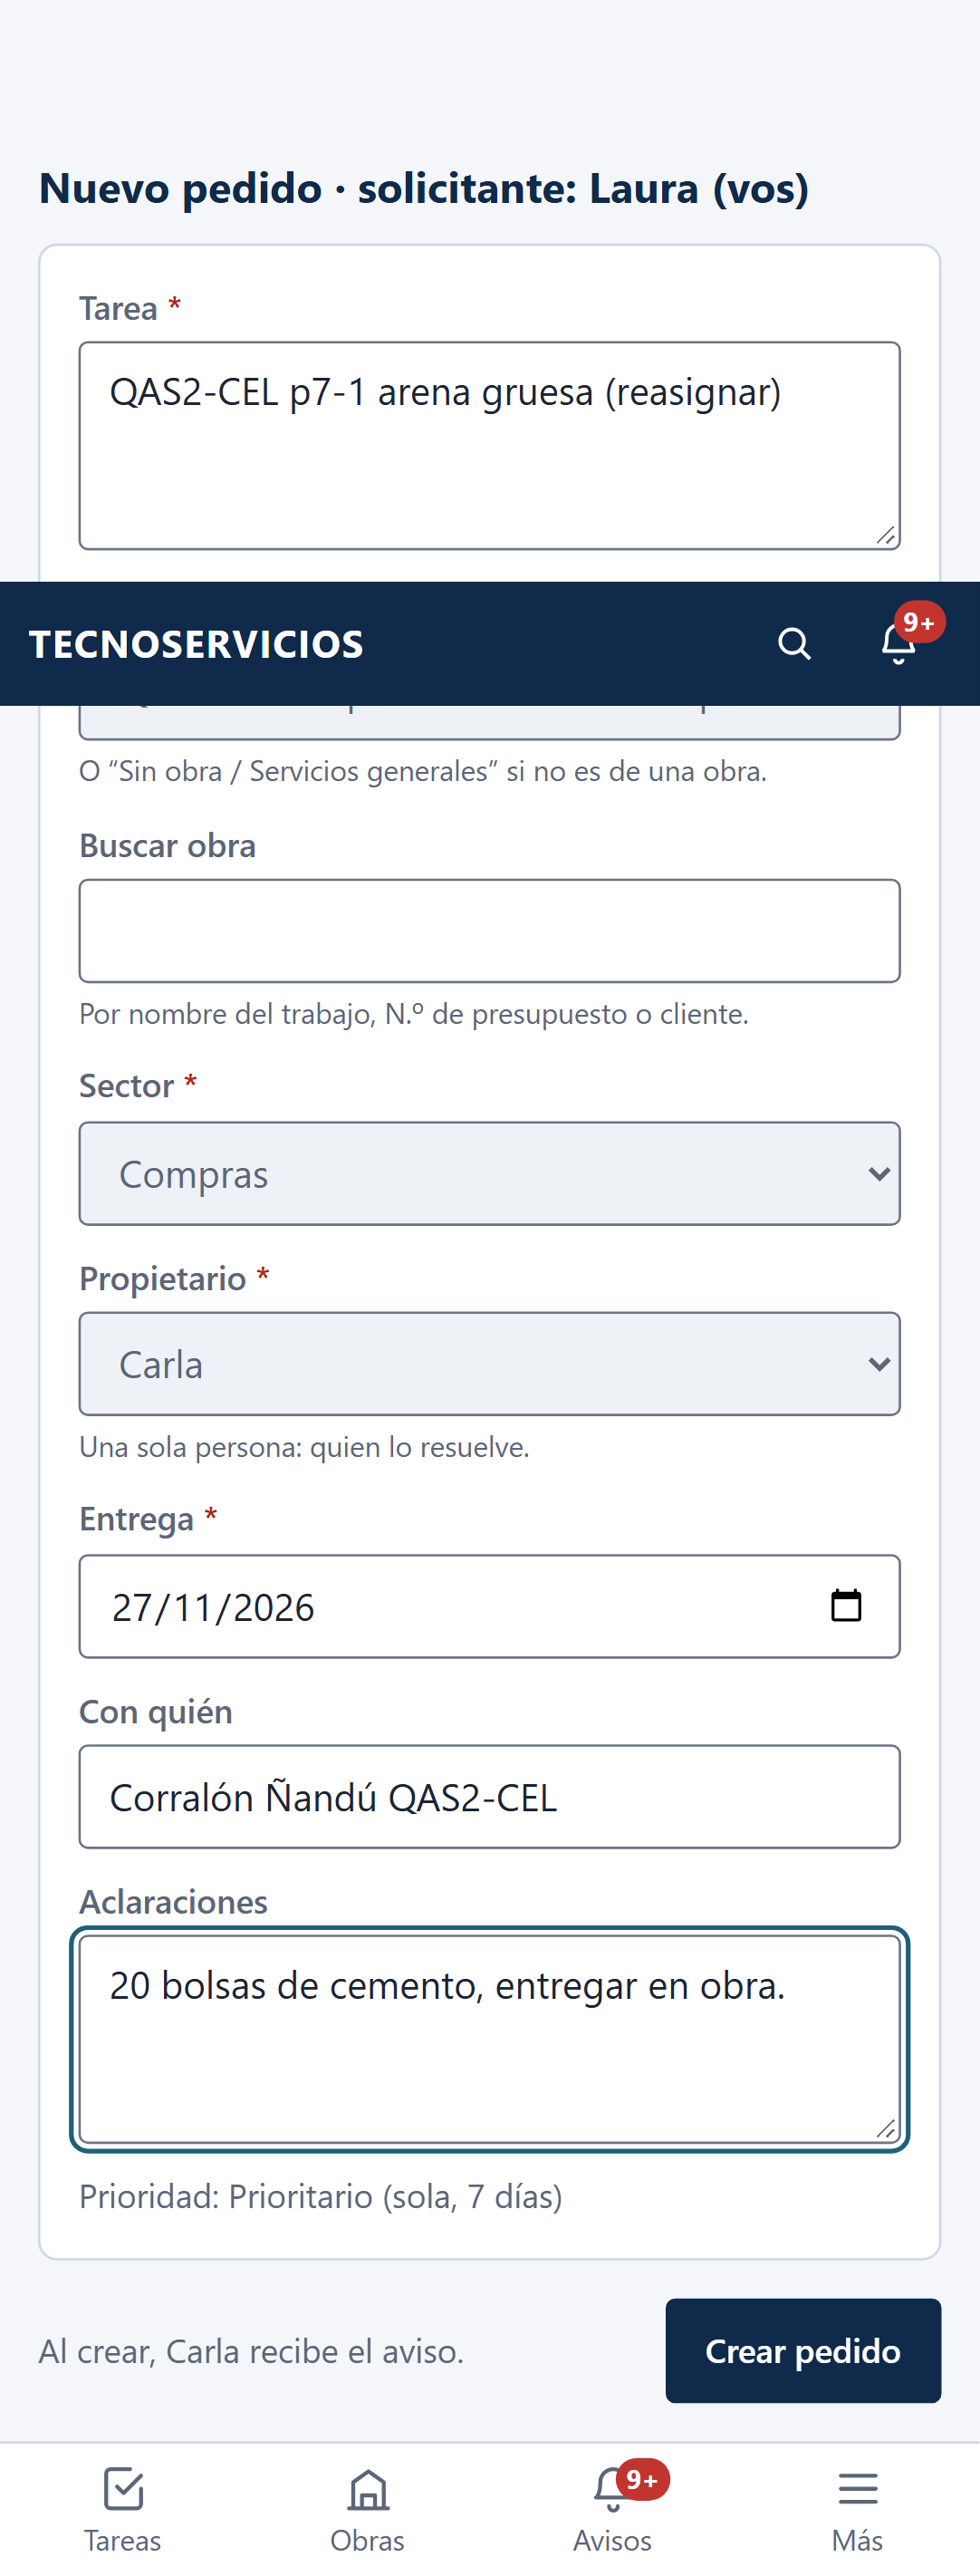 Nuevo pedido · solicitante: Laura (vos)
Tarea *
QAS2-CEL p7-1 arena gruesa (reasignar)
TECNOSERVICIOS
9+
O “Sin obra / Servicios generales” si no es de una obra.
Buscar obra
Por nombre del trabajo, N.º de presupuesto o cliente.
Sector *
Compras
Propietario *
Carla
Una sola persona: quien lo resuelve.
Entrega *
27/11/2026
Con quién
Corralón Ñandú QAS2-CEL
Aclaraciones
20 bolsas de cemento, entregar en obra.
Prioridad: Prioritario (sola, 7 días)
Al crear, Carla recibe el aviso.
Crear pedido
9+
Tareas
Obras
Avisos
Más